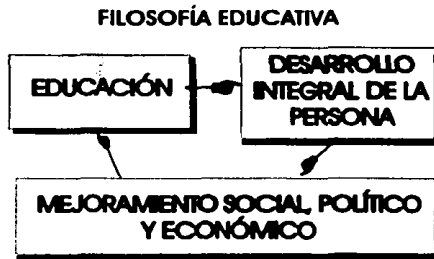 FILOSOFÍA EDUCATIVA
EDUCACIÓN
DESARROLLO
INTEGRAL DE LA
PERSONA
MEJORAMIENTO SOCIAL, POLÍTICO
Y ECONÓMICO